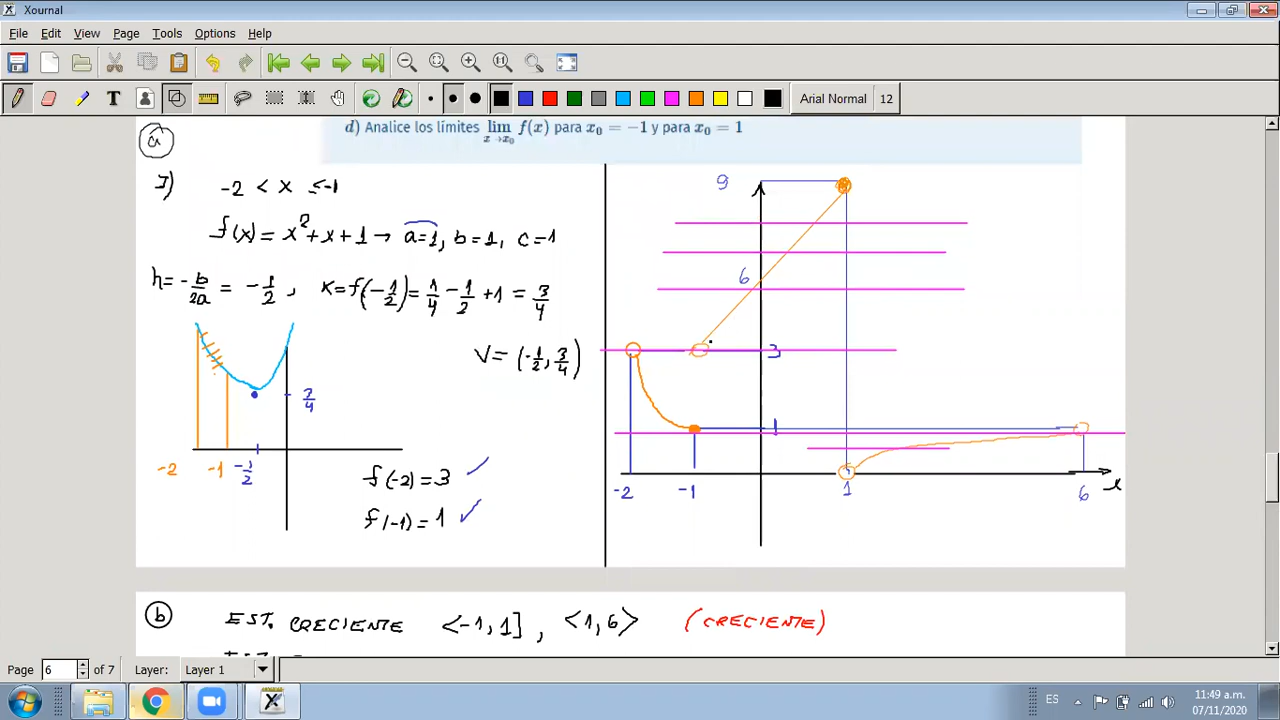 Xournal
File Edit View Page Tools Options Help
Arial Normal 12
d) Analice los límites lim x→x₀ f(x) para x₀ = −1 y para x₀ = 1
a
I) -2 < x ≤ -1
f(x) = x² + x + 1 → a=1, b=1, c=1
h = -b/2a = -1/2 , K = f(-1/2) = 1/4 - 1/2 + 1 = 3/4
V = (-1/2, 3/4)
3/4
-2 -1 -1/2
f(-2) = 3
f(-1) = 1
9
6
3
1
-2 -1 1 6 x
b EST. CRECIENTE <-1, 1] , <1, 6> (CRECIENTE)
Page 6 of 7 Layer: Layer 1
ES 11:49 a.m.
07/11/2020